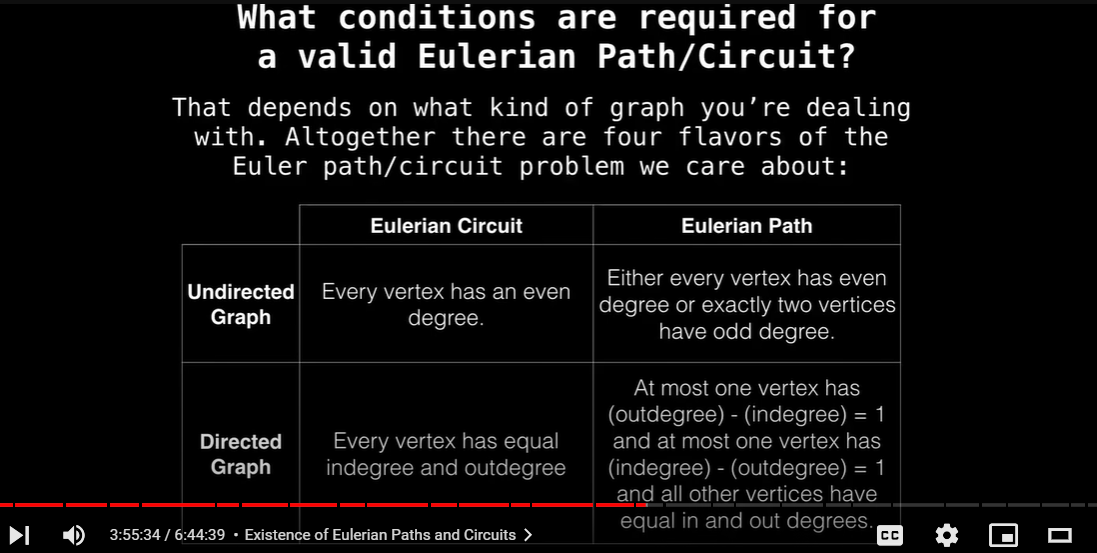 What conditions are required for
a valid Eulerian Path/Circuit?
That depends on what kind of graph you’re dealing
with. Altogether there are four flavors of the
Euler path/circuit problem we care about:
Eulerian Circuit
Eulerian Path
Undirected
Graph
Every vertex has an even
degree.
Either every vertex has even
degree or exactly two vertices
have odd degree.
Directed
Graph
Every vertex has equal
indegree and outdegree
At most one vertex has
(outdegree) - (indegree) = 1
and at most one vertex has
(indegree) - (outdegree) = 1
and all other vertices have
equal in and out degrees.
3:55:34 / 6:44:39 • Existence of Eulerian Paths and Circuits
CC